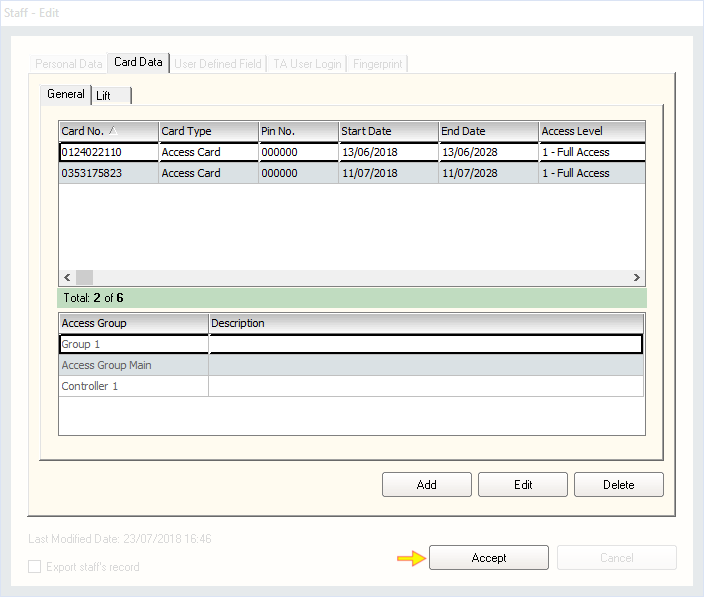 Staff - Edit
Personal Data Card Data User Defined Field TA User Login Fingerprint
General Lift
Card No. Card Type Pin No. Start Date End Date Access Level
0124022110 Access Card 000000 13/06/2018 13/06/2028 1 - Full Access
0353175823 Access Card 000000 11/07/2018 11/07/2028 1 - Full Access
Total: 2 of 6
Access Group Description
Group 1
Access Group Main
Controller 1
Add Edit Delete
Last Modified Date: 23/07/2018 16:46
Accept Cancel
Export staff's record